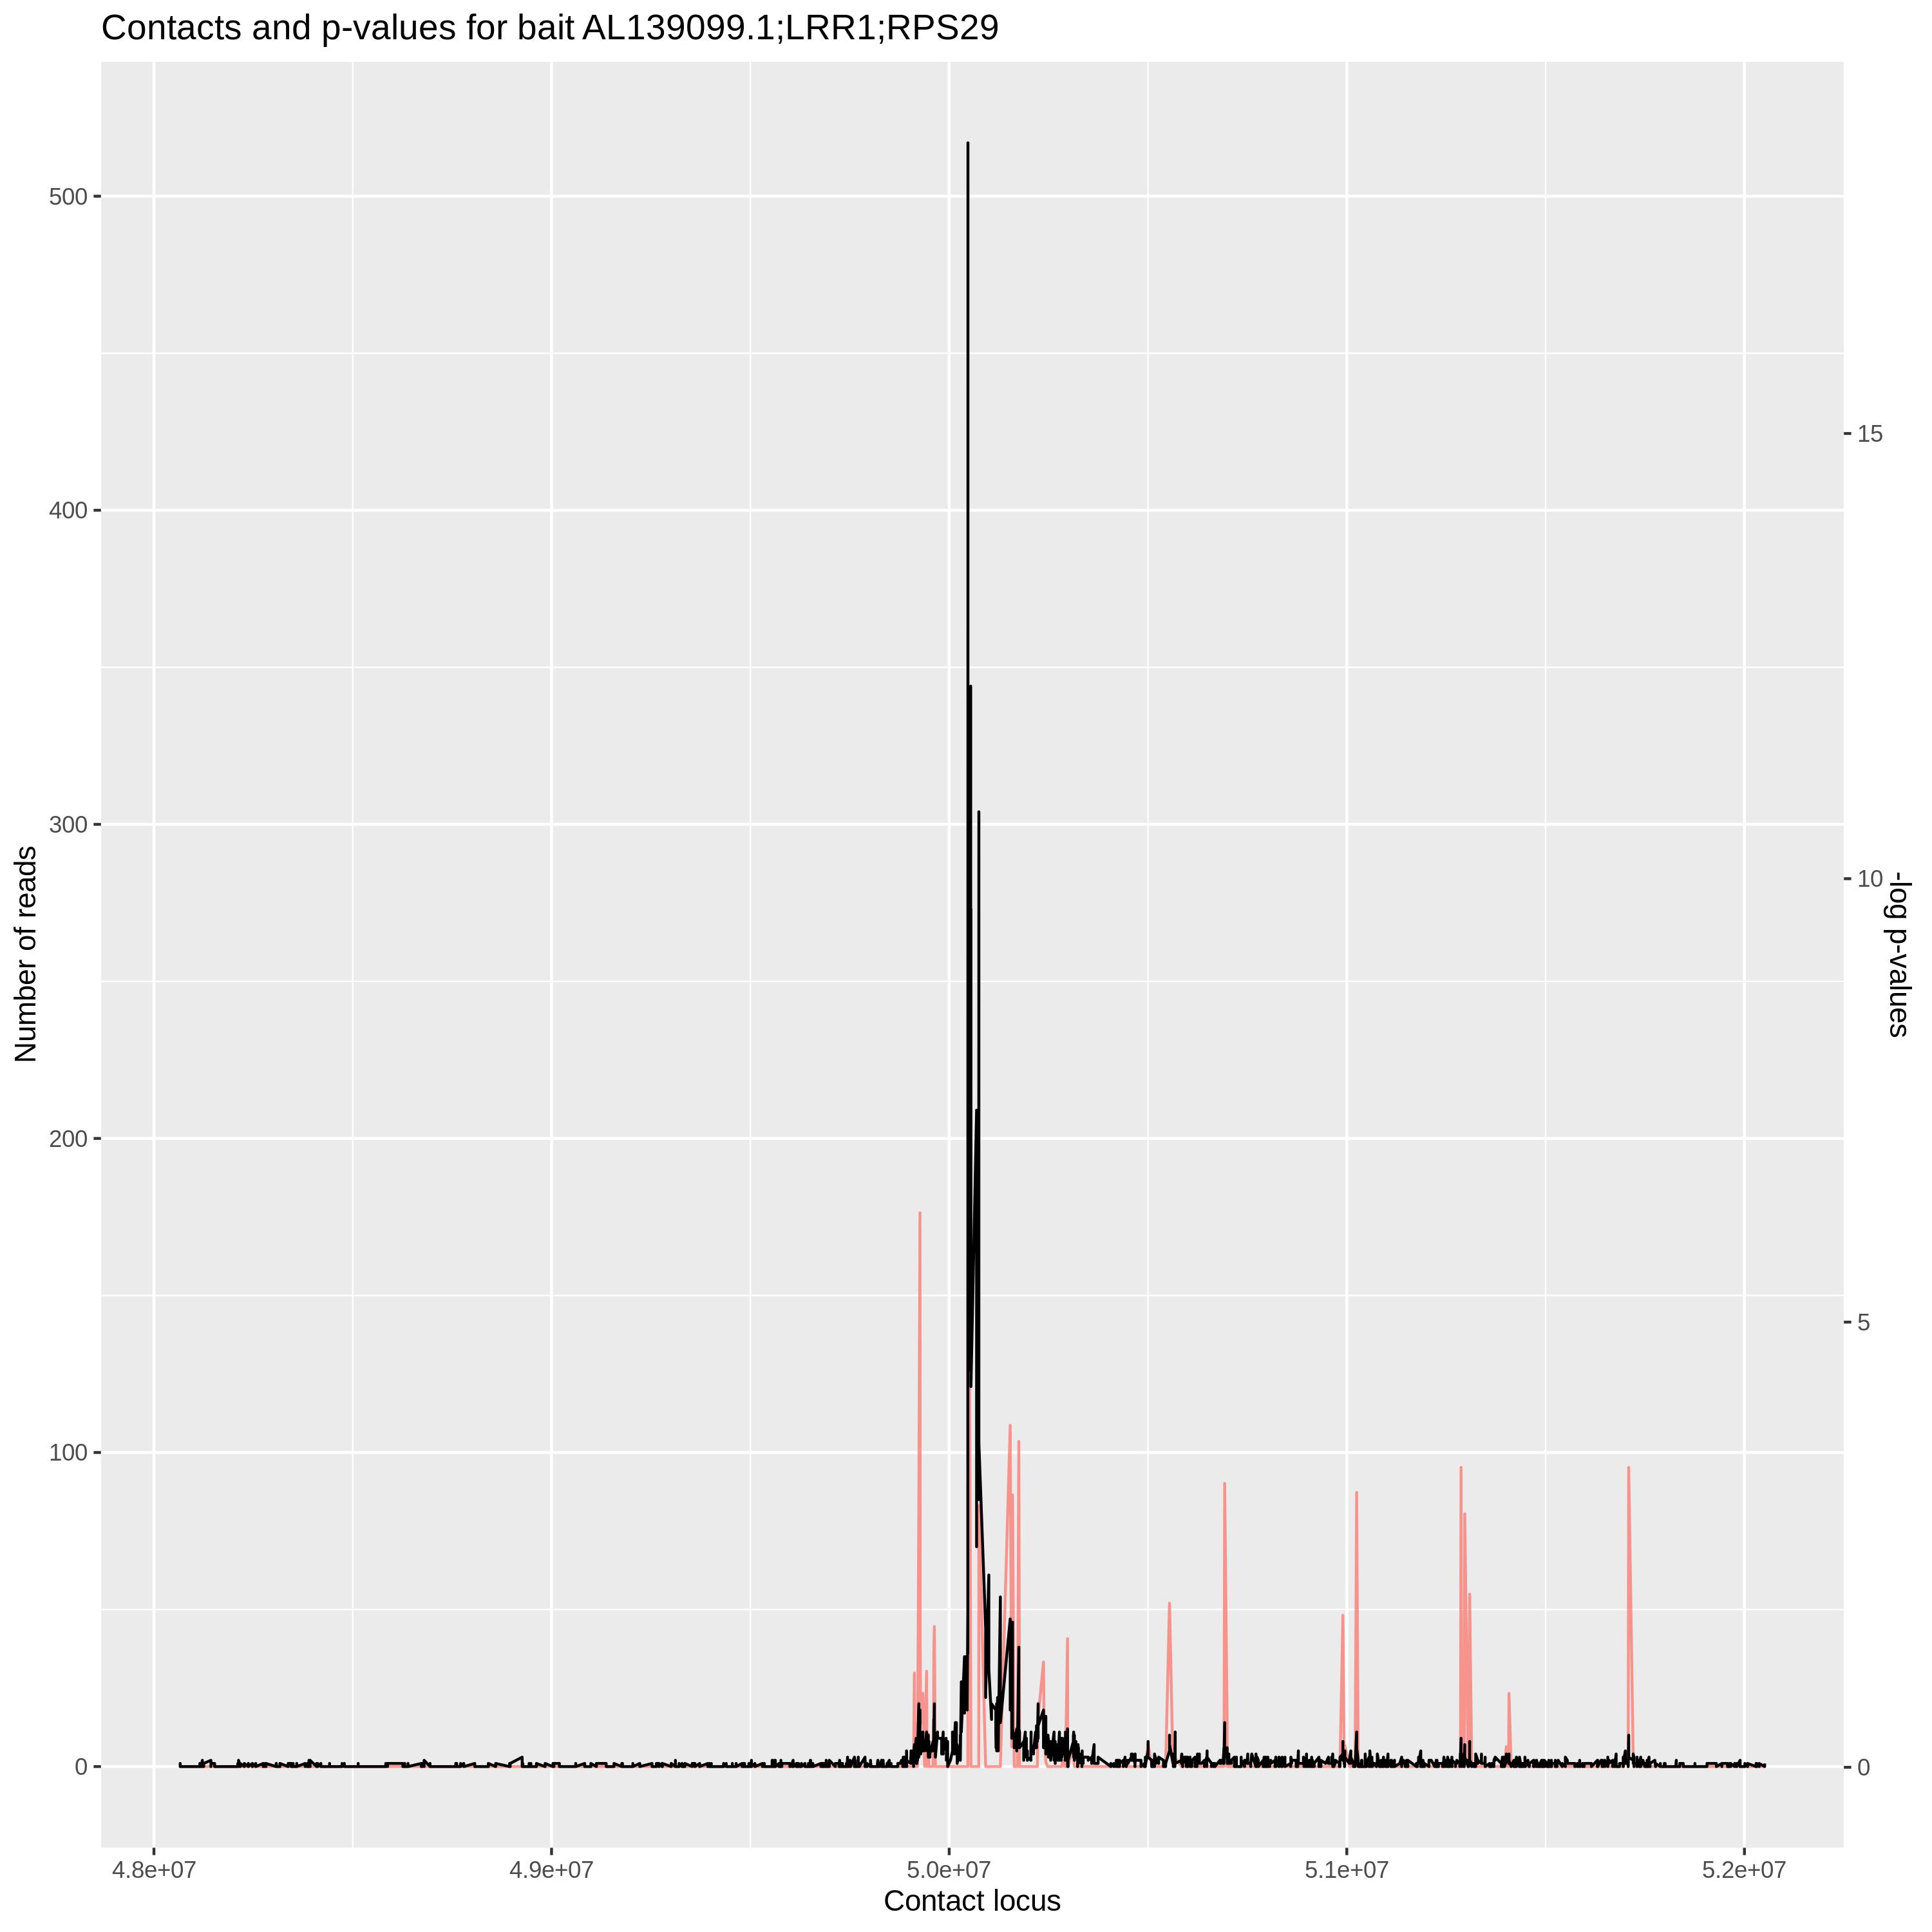 Contacts and p-values for bait AL139099.1;LRR1;RPS29
500
400
300
200
100
0
Number of reads
15
10
5
0
-log p-values
4.8e+07
4.9e+07
5.0e+07
5.1e+07
5.2e+07
Contact locus